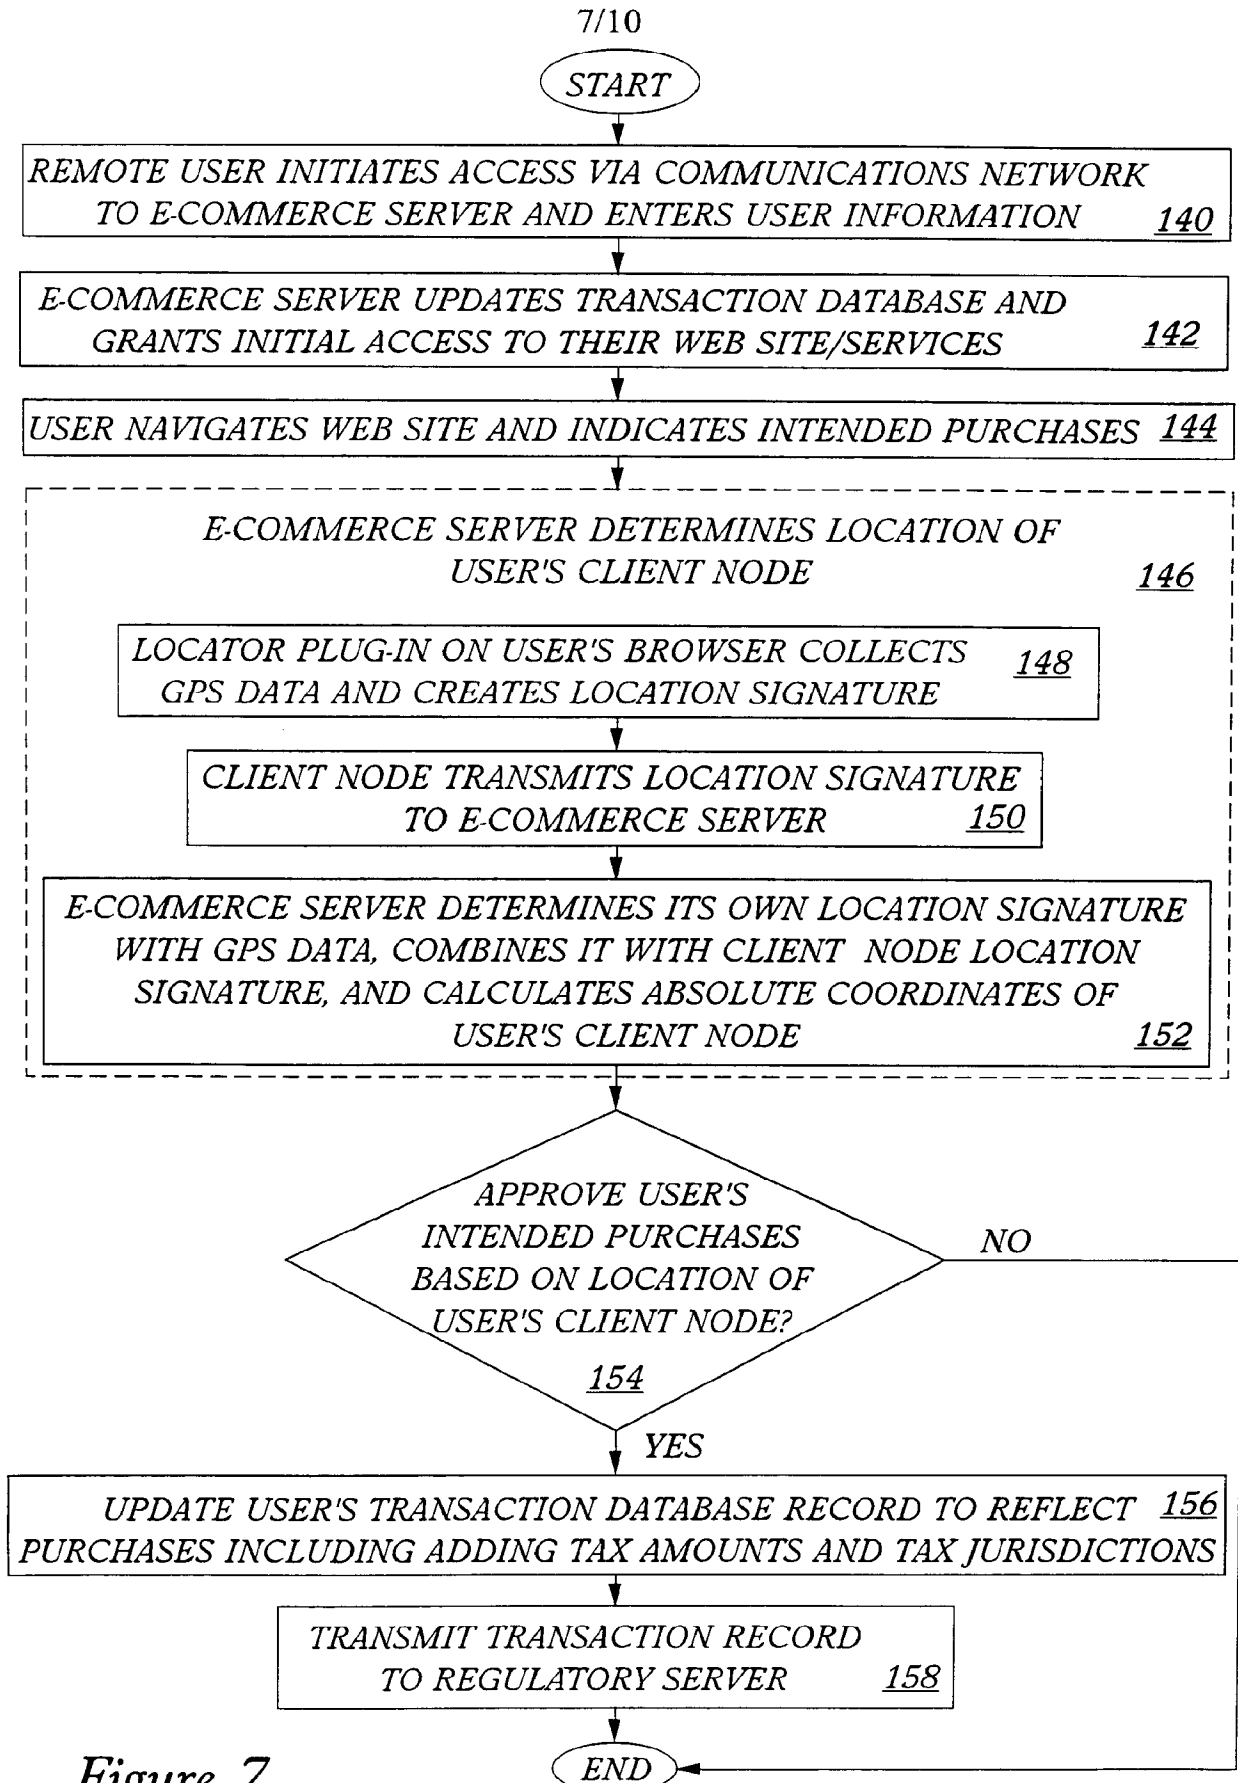 7/10
START
REMOTE USER INITIATES ACCESS VIA COMMUNICATIONS NETWORK
TO E-COMMERCE SERVER AND ENTERS USER INFORMATION 140
E-COMMERCE SERVER UPDATES TRANSACTION DATABASE AND
GRANTS INITIAL ACCESS TO THEIR WEB SITE/SERVICES 142
USER NAVIGATES WEB SITE AND INDICATES INTENDED PURCHASES 144
E-COMMERCE SERVER DETERMINES LOCATION OF
USER'S CLIENT NODE 146
LOCATOR PLUG-IN ON USER'S BROWSER COLLECTS 148
GPS DATA AND CREATES LOCATION SIGNATURE
CLIENT NODE TRANSMITS LOCATION SIGNATURE
TO E-COMMERCE SERVER 150
E-COMMERCE SERVER DETERMINES ITS OWN LOCATION SIGNATURE
WITH GPS DATA, COMBINES IT WITH CLIENT NODE LOCATION
SIGNATURE, AND CALCULATES ABSOLUTE COORDINATES OF
USER'S CLIENT NODE 152
APPROVE USER'S
INTENDED PURCHASES
BASED ON LOCATION OF
USER'S CLIENT NODE?
154
NO
YES
UPDATE USER'S TRANSACTION DATABASE RECORD TO REFLECT 156
PURCHASES INCLUDING ADDING TAX AMOUNTS AND TAX JURISDICTIONS
TRANSMIT TRANSACTION RECORD
TO REGULATORY SERVER 158
END
Figure 7